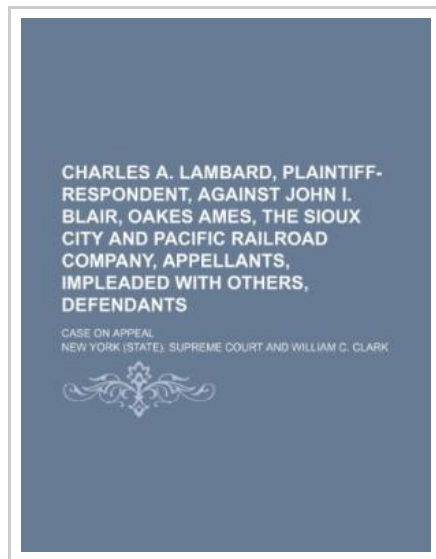 CHARLES A. LAMBARD, PLAINTIFF-
RESPONDENT, AGAINST JOHN I.
BLAIR, OAKES AMES, THE SIOUX
CITY AND PACIFIC RAILROAD
COMPANY, APPELLANTS,
IMPLEADED WITH OTHERS,
DEFENDANTS
CASE ON APPEAL
NEW YORK (STATE). SUPREME COURT AND WILLIAM C. CLARK